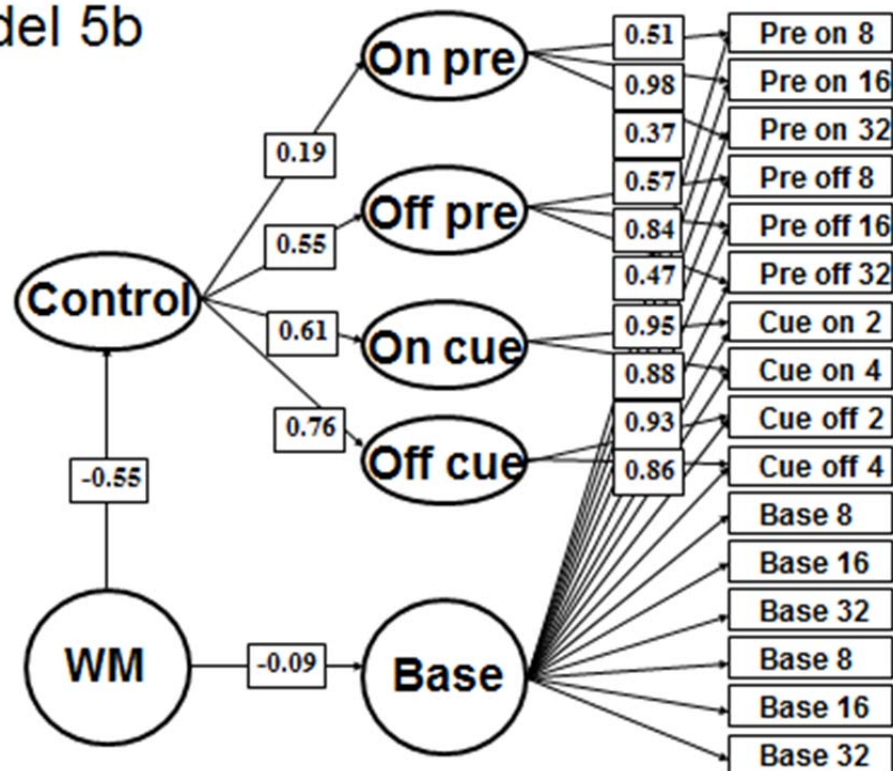 del 5b
On pre
Off pre
Control
On cue
Off cue
WM
Base
0.19
0.55
0.61
0.76
-0.55
-0.09
0.51
0.98
0.37
0.57
0.84
0.47
0.95
0.88
0.93
0.86
Pre on 8
Pre on 16
Pre on 32
Pre off 8
Pre off 16
Pre off 32
Cue on 2
Cue on 4
Cue off 2
Cue off 4
Base 8
Base 16
Base 32
Base 8
Base 16
Base 32